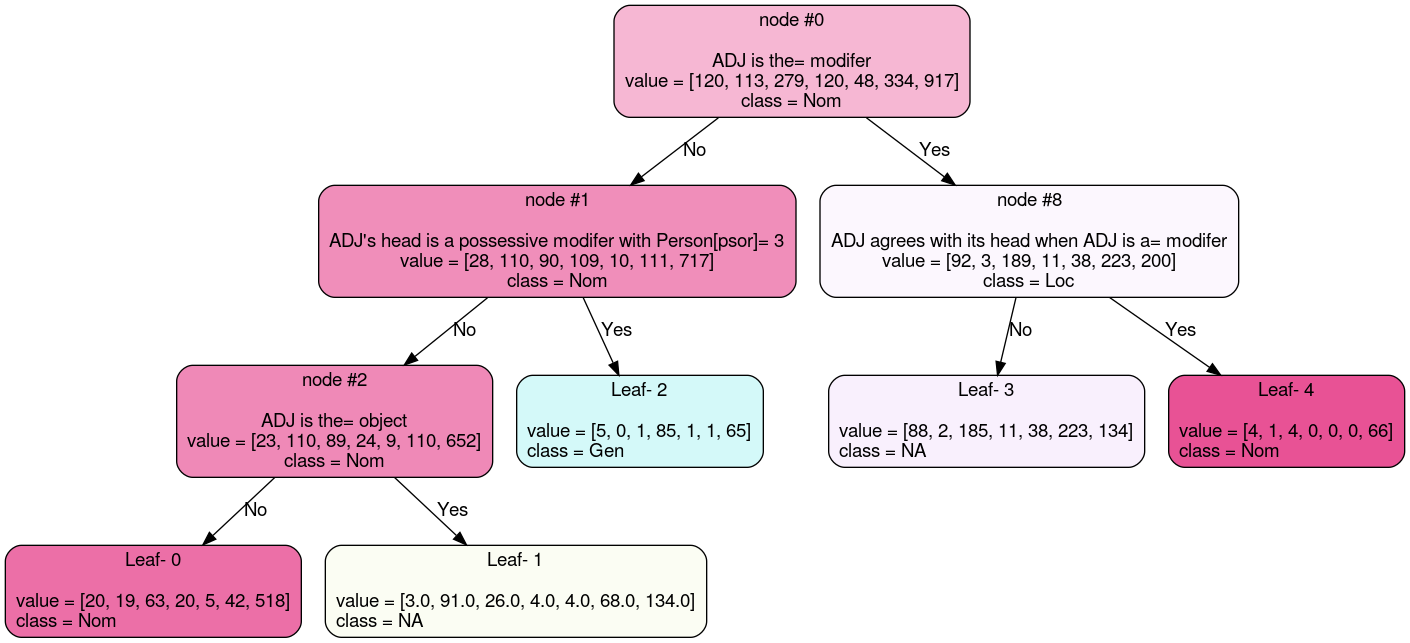 node #0
ADJ is the= modifer
value = [120, 113, 279, 120, 48, 334, 917]
class = Nom
No
Yes
node #1
ADJ's head is a possessive modifer with Person[psor]= 3
value = [28, 110, 90, 109, 10, 111, 717]
class = Nom
node #8
ADJ agrees with its head when ADJ is a= modifer
value = [92, 3, 189, 11, 38, 223, 200]
class = Loc
No
Yes
No
Yes
node #2
ADJ is the= object
value = [23, 110, 89, 24, 9, 110, 652]
class = Nom
Leaf- 2
value = [5, 0, 1, 85, 1, 1, 65]
class = Gen
Leaf- 3
value = [88, 2, 185, 11, 38, 223, 134]
class = NA
Leaf- 4
value = [4, 1, 4, 0, 0, 0, 66]
class = Nom
No
Yes
Leaf- 0
value = [20, 19, 63, 20, 5, 42, 518]
class = Nom
Leaf- 1
value = [3.0, 91.0, 26.0, 4.0, 4.0, 68.0, 134.0]
class = NA